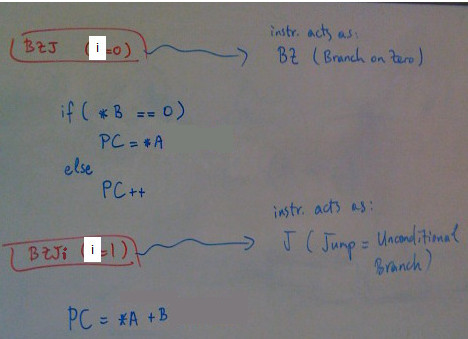 BZJ (i=0)
instr. acts as:
BZ (Branch on Zero)
if ( *B == 0)
PC = *A
else
PC++
BZJi (i=1)
instr. acts as:
J ( Jump = Unconditional
Branch)
PC = *A + B